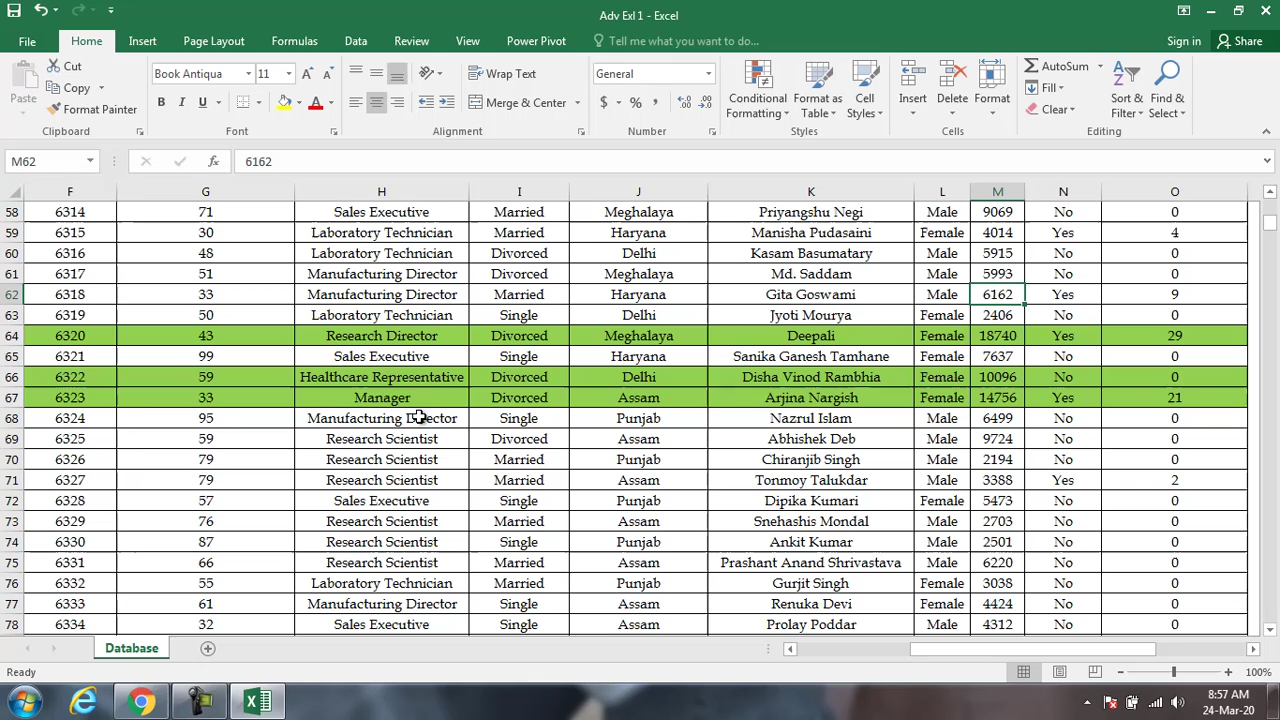 Adv Exl 1 - Excel
File Home Insert Page Layout Formulas Data Review View Power Pivot Tell me what you want to do... Sign in Share
Paste Cut Copy Format Painter Clipboard
Book Antiqua 11 B I U A Font
Wrap Text Merge & Center Alignment
General $ % , Number
Conditional Formatting Format as Table Cell Styles Styles
Insert Delete Format Cells
AutoSum Fill Clear Sort & Filter Find & Select Editing
M62 fx 6162
F G H I J K L M N O
58 6314 71 Sales Executive Married Meghalaya Priyangshu Negi Male 9069 No 0
59 6315 30 Laboratory Technician Married Haryana Manisha Pudasaini Female 4014 Yes 4
60 6316 48 Laboratory Technician Divorced Delhi Kasam Basumatary Male 5915 No 0
61 6317 51 Manufacturing Director Divorced Meghalaya Md. Saddam Male 5993 No 0
62 6318 33 Manufacturing Director Married Haryana Gita Goswami Male 6162 Yes 9
63 6319 50 Laboratory Technician Single Delhi Jyoti Mourya Female 2406 No 0
64 6320 43 Research Director Divorced Meghalaya Deepali Female 18740 Yes 29
65 6321 99 Sales Executive Single Haryana Sanika Ganesh Tamhane Female 7637 No 0
66 6322 59 Healthcare Representative Divorced Delhi Disha Vinod Rambhia Female 10096 No 0
67 6323 33 Manager Divorced Assam Arjina Nargish Female 14756 Yes 21
68 6324 95 Manufacturing Director Single Punjab Nazrul Islam Male 6499 No 0
69 6325 59 Research Scientist Divorced Assam Abhishek Deb Male 9724 No 0
70 6326 79 Research Scientist Married Punjab Chiranjib Singh Male 2194 No 0
71 6327 79 Research Scientist Married Assam Tonmoy Talukdar Male 3388 Yes 2
72 6328 57 Sales Executive Single Punjab Dipika Kumari Female 5473 No 0
73 6329 76 Research Scientist Married Assam Snehashis Mondal Male 2703 No 0
74 6330 87 Research Scientist Single Punjab Ankit Kumar Male 2501 No 0
75 6331 66 Research Scientist Married Assam Prashant Anand Shrivastava Male 6220 No 0
76 6332 55 Laboratory Technician Married Punjab Gurjit Singh Female 3038 No 0
77 6333 61 Manufacturing Director Single Assam Renuka Devi Female 4424 No 0
78 6334 32 Sales Executive Single Assam Prolay Poddar Male 4312 No 0
Database
Ready 100%
8:57 AM
24-Mar-20